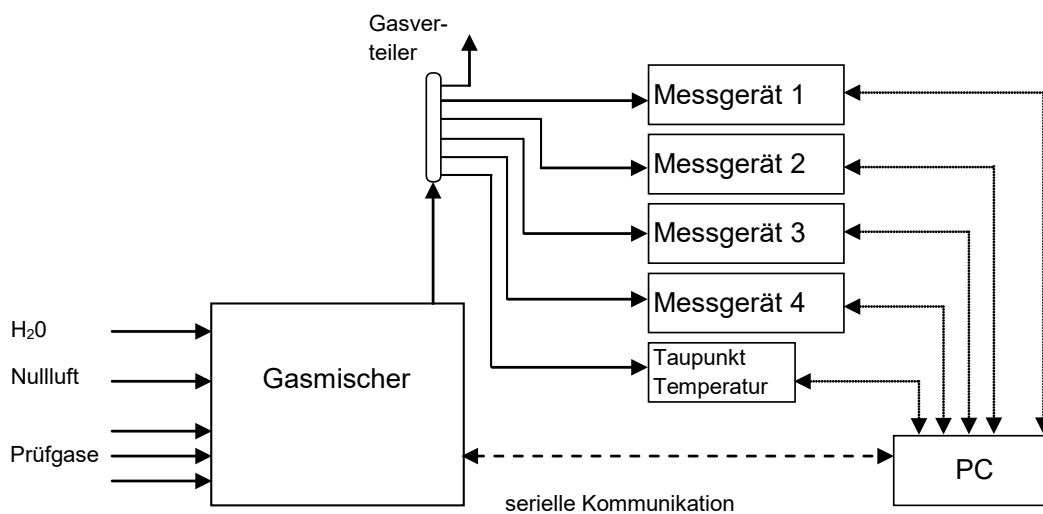 Gasver-
teiler
Messgerät 1
Messgerät 2
Messgerät 3
Messgerät 4
Taupunkt
Temperatur
H₂0
Nullluft
Prüfgase
Gasmischer
PC
serielle Kommunikation